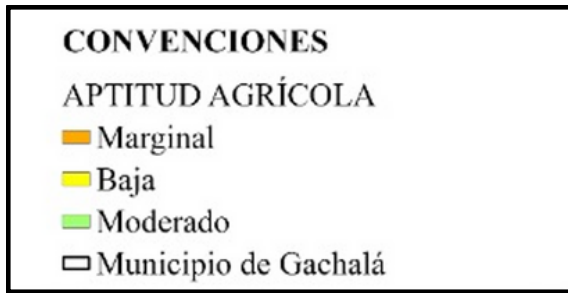 CONVENCIONES
APTITUD AGRÍCOLA
Marginal
Baja
Moderado
Municipio de Gachalá